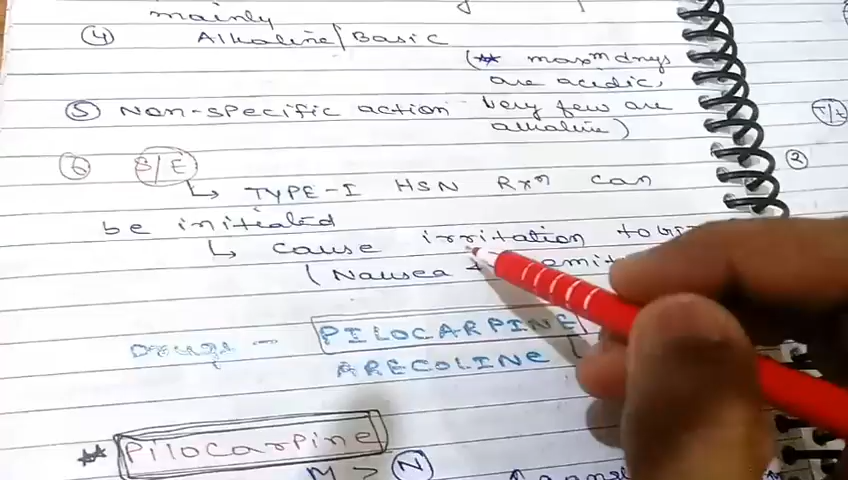 mainly
④ Alkaline/Basic
(** maxm drugs
are acidic,
⑤ Non-specific action - Very few are
alkaline)
⑥ S/E
↳ TYPE-I HSN Rxn can
be initiated
↳ cause irritation
(Nausea +
Drugs - PILOCARPINE
ARECOLINE
** Pilocarpine
M > N
②